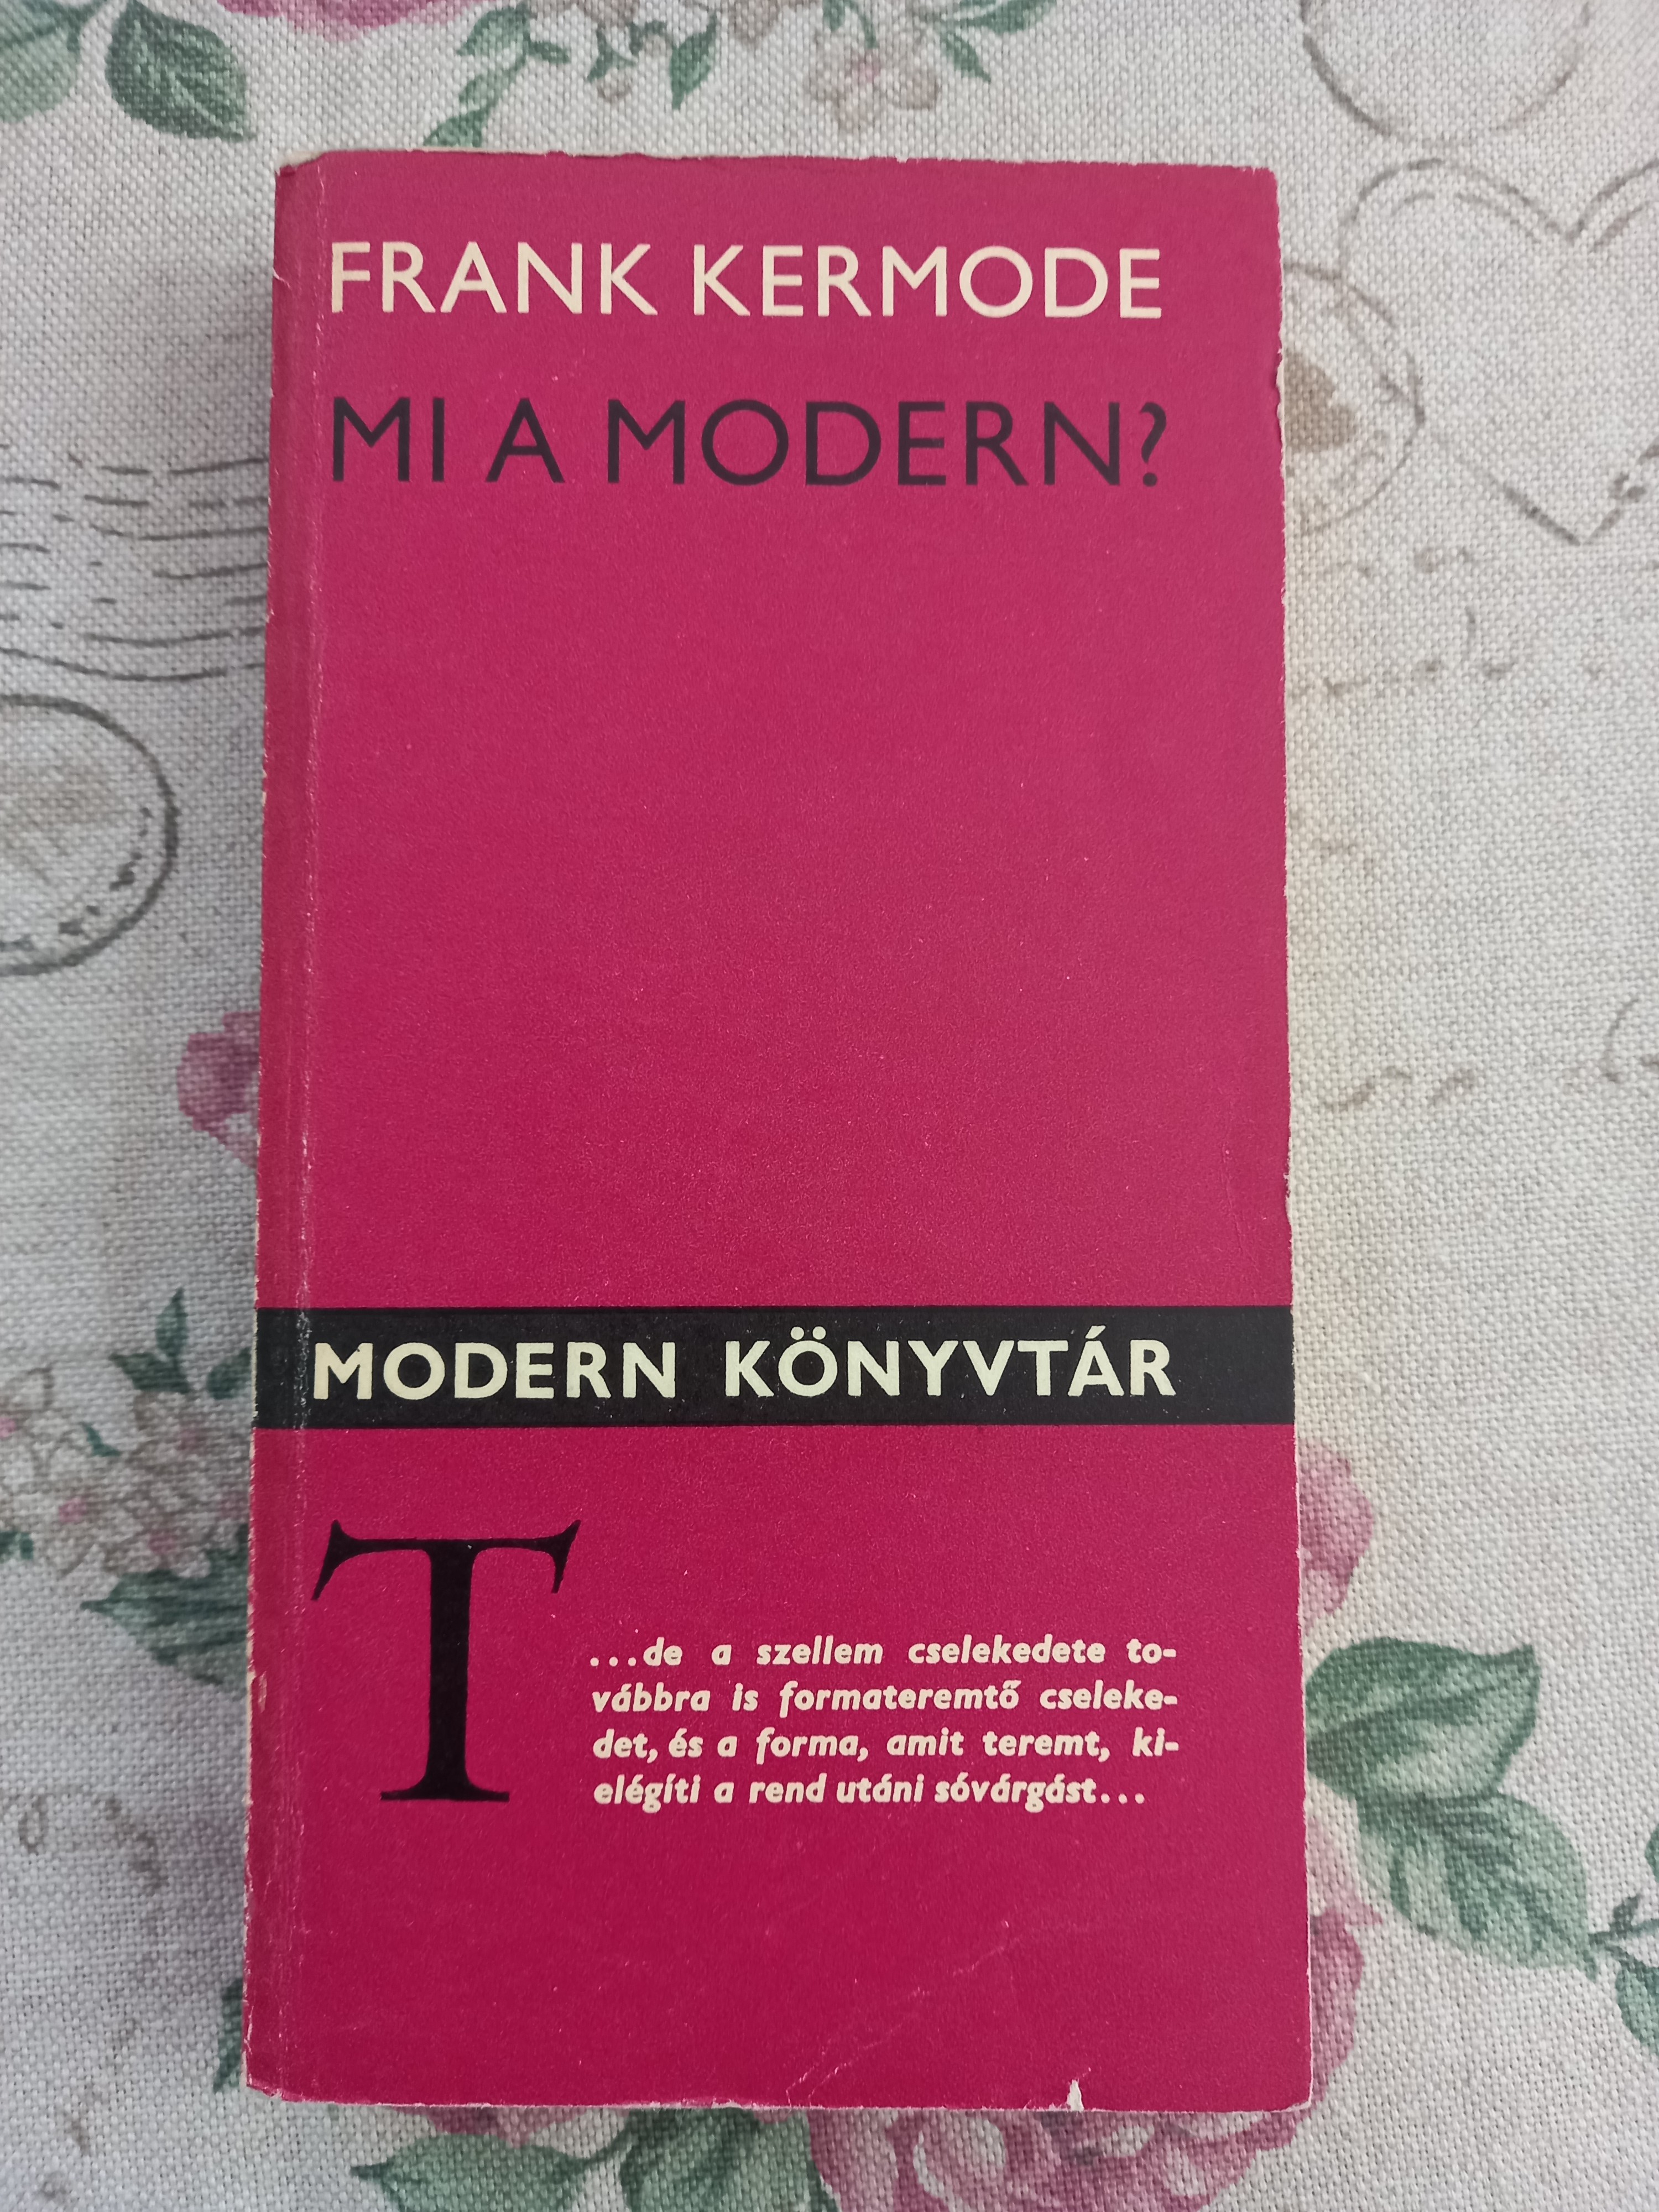 FRANK KERMODE
MI A MODERN?
MODERN KÖNYVTÁR
T
...de a szellem cselekedete to-
vábbra is formateremtő cseleke-
det, és a forma, amit teremt, ki-
elégíti a rend utáni sóvárgást...